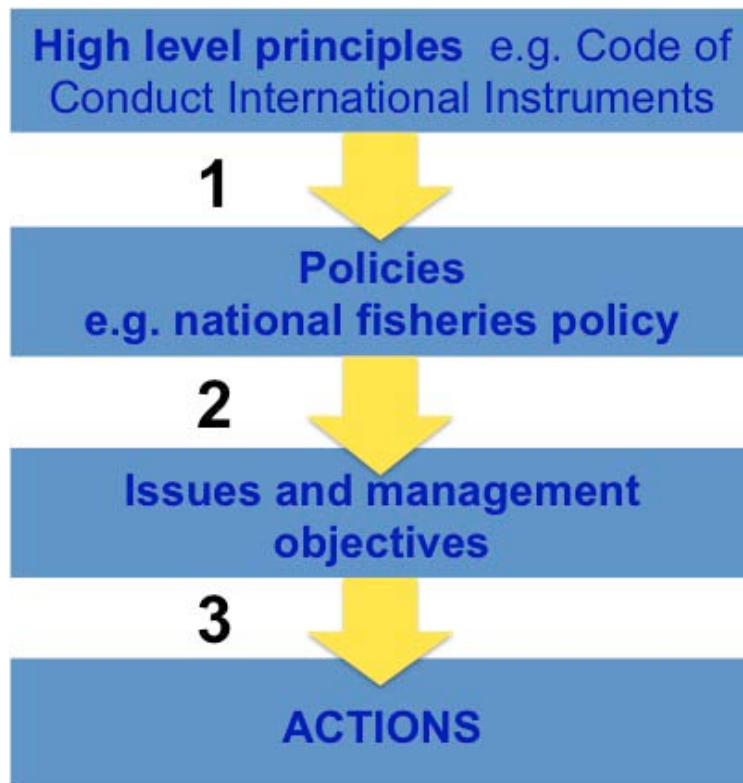 High level principles e.g. Code of
Conduct International Instruments
1
Policies
e.g. national fisheries policy
2
Issues and management
objectives
3
ACTIONS